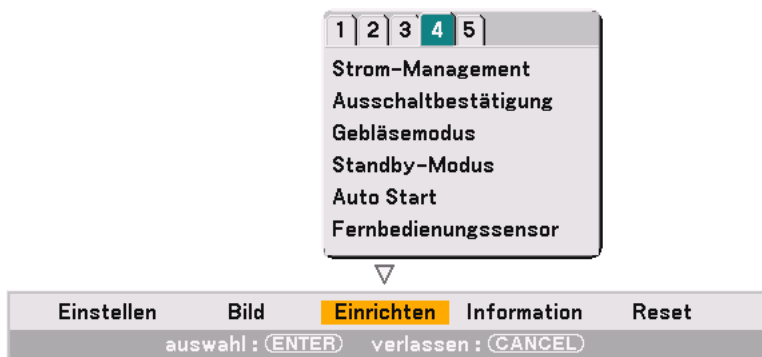 1 2 3 4 5
Strom-Management
Ausschaltbestätigung
Gebläsemodus
Standby-Modus
Auto Start
Fernbedienungssensor
Einstellen Bild Einrichten Information Reset
auswahl : ENTER verlassen : CANCEL